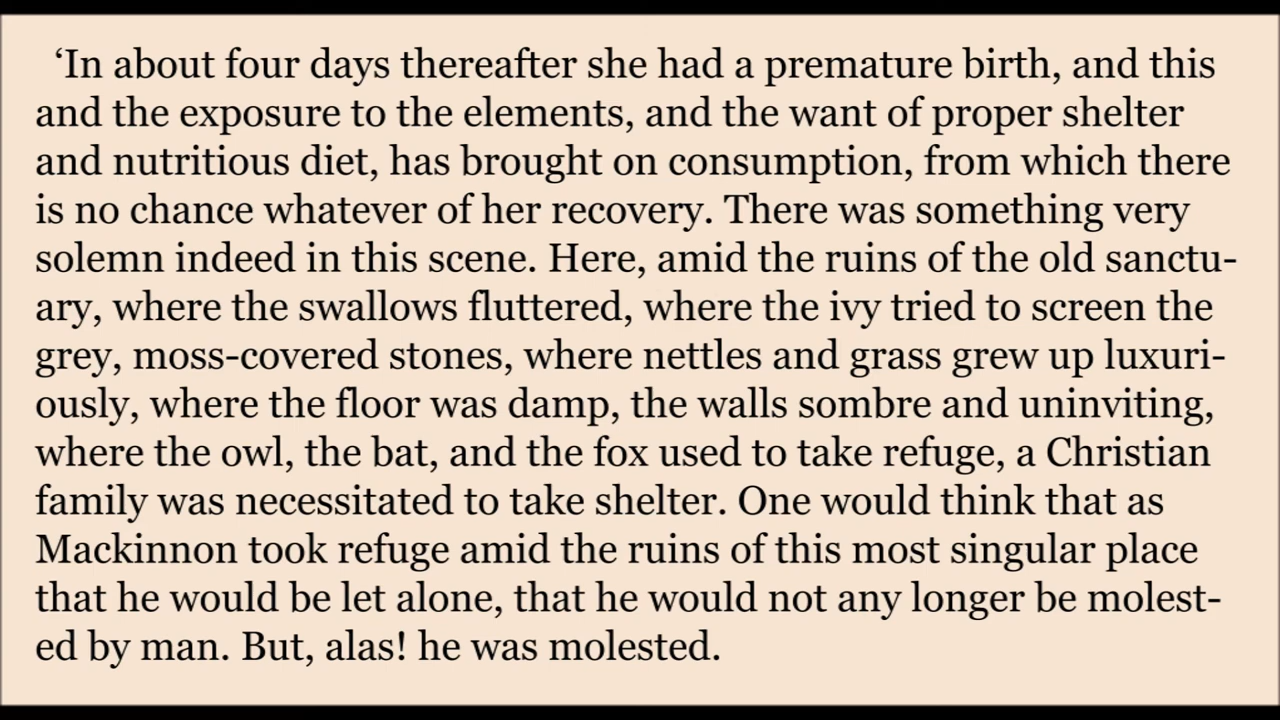 ‘In about four days thereafter she had a premature birth, and this
and the exposure to the elements, and the want of proper shelter
and nutritious diet, has brought on consumption, from which there
is no chance whatever of her recovery. There was something very
solemn indeed in this scene. Here, amid the ruins of the old sanctu-
ary, where the swallows fluttered, where the ivy tried to screen the
grey, moss-covered stones, where nettles and grass grew up luxuri-
ously, where the floor was damp, the walls sombre and uninviting,
where the owl, the bat, and the fox used to take refuge, a Christian
family was necessitated to take shelter. One would think that as
Mackinnon took refuge amid the ruins of this most singular place
that he would be let alone, that he would not any longer be molest-
ed by man. But, alas! he was molested.